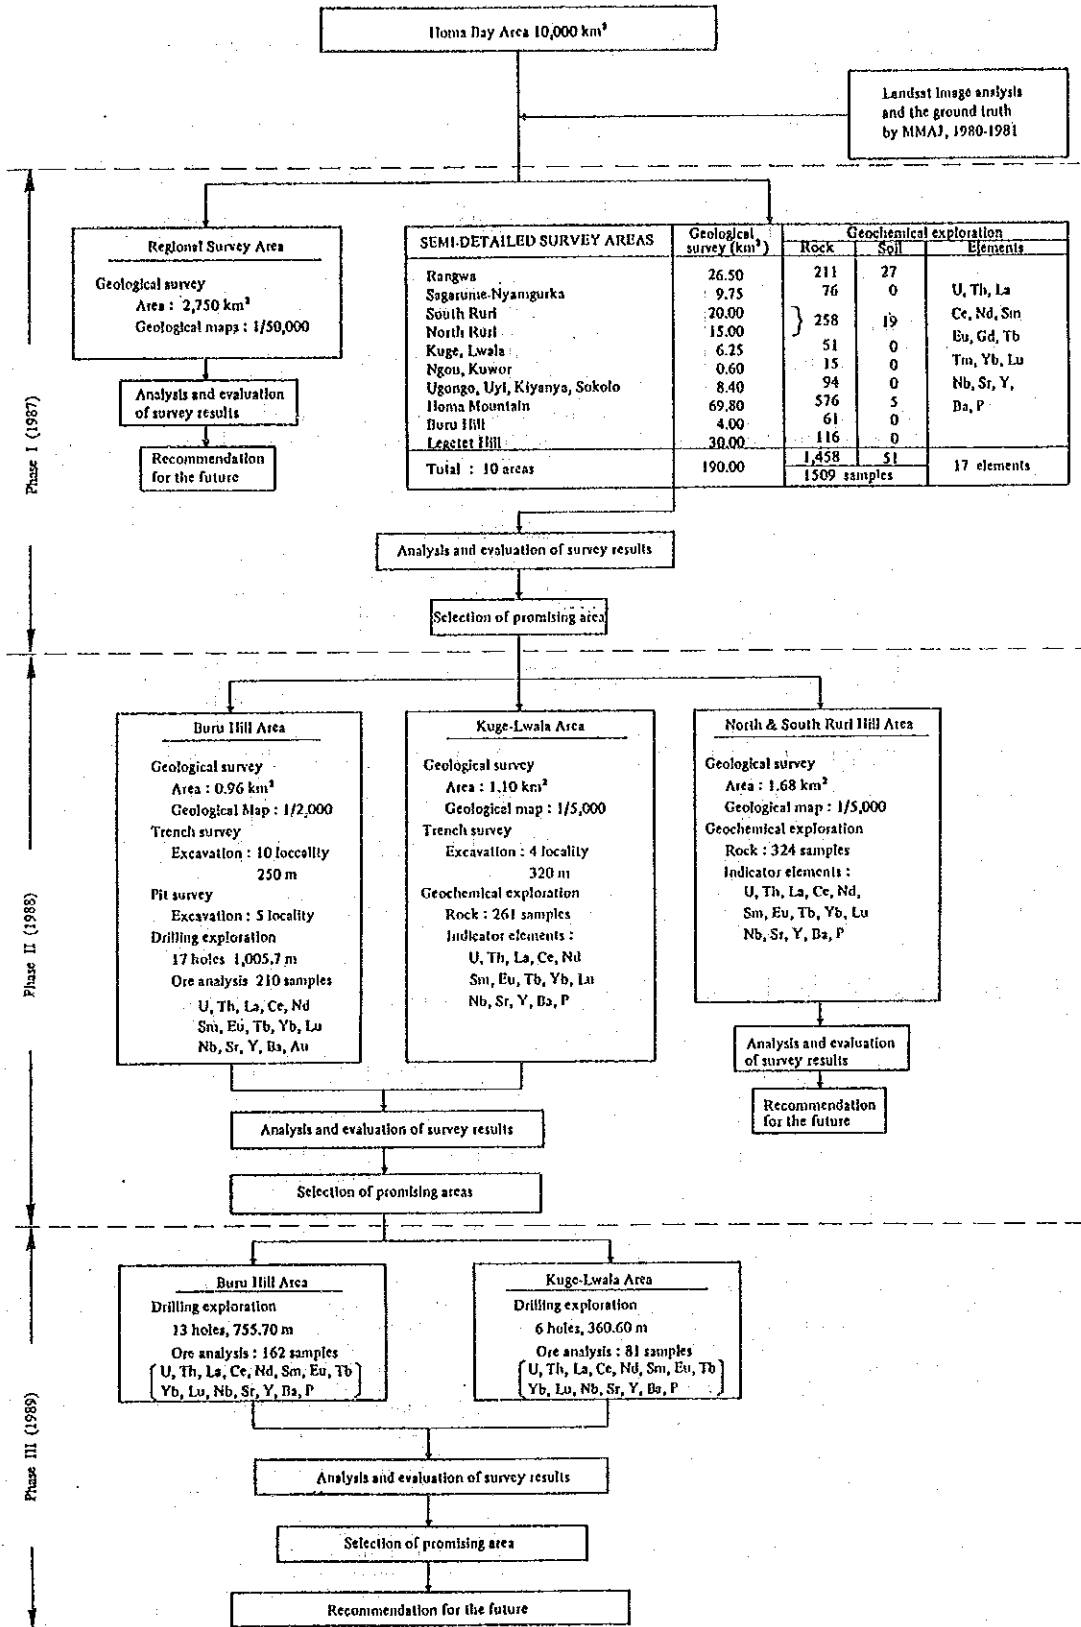 Homa Bay Area 10,000 km²
Landsat Image analysis
and the ground truth
by MMAJ, 1980-1981
Phase I (1987)
Regional Survey Area
Geological survey
Area : 2,750 km²
Geological maps : 1/50,000
Analysis and evaluation
of survey results
Recommendation
for the future
SEMI-DETAILED SURVEY AREAS Geological survey (km²) Geochemical exploration
Rock Soil Elements
Rangwa 26.50 211 27
Sagarume-Nyamgurka 9.75 76 0 U, Th, La
South Ruri 20.00 } 258 19 Ce, Nd, Sm
North Ruri 15.00 Eu, Gd, Tb
Kuge, Lwala 6.25 51 0
Ngou, Kuwor 0.60 15 0 Tm, Yb, Lu
Ugongo, Uyi, Kiyanya, Sokolo 8.40 94 0 Nb, Sr, Y,
Homa Mountain 69.80 576 5 Ba, P
Buru Hill 4.00 61 0
Legetet Hill 30.00 116 0
Total : 10 areas 190.00 1,458 51 17 elements
1509 samples
Analysis and evaluation of survey results
Selection of promising area
Phase II (1988)
Buru Hill Area
Geological survey
Area : 0.96 km²
Geological Map : 1/2,000
Trench survey
Excavation : 10 loccality
250 m
Pit survey
Excavation : 5 locality
Drilling exploration
17 holes 1,005.7 m
Ore analysis 210 samples
U, Th, La, Ce, Nd
Sm, Eu, Tb, Yb, Lu
Nb, Sr, Y, Ba, Au
Kuge-Lwala Area
Geological survey
Area : 1.10 km²
Geological map : 1/5,000
Trench survey
Excavation : 4 locality
320 m
Geochemical exploration
Rock : 261 samples
Indicator elements :
U, Th, La, Ce, Nd
Sm, Eu, Tb, Yb, Lu
Nb, Sr, Y, Ba, P
North & South Ruri Hill Area
Geological survey
Area : 1.68 km²
Geological map : 1/5,000
Geochemical exploration
Rock : 324 samples
Indicator elements :
U, Th, La, Ce, Nd,
Sm, Eu, Tb, Yb, Lu
Nb, Sr, Y, Ba, P
Analysis and evaluation
of survey results
Recommendation
for the future
Analysis and evaluation of survey results
Selection of promising areas
Phase III (1989)
Buru Hill Area
Drilling exploration
13 holes, 755.70 m
Ore analysis : 162 samples
U, Th, La, Ce, Nd, Sm, Eu, Tb
Yb, Lu, Nb, Sr, Y, Ba, P
Kuge-Lwala Area
Drilling exploration
6 holes, 360.60 m
Ore analysis : 81 samples
U, Th, La, Ce, Nd, Sm, Eu, Tb
Yb, Lu, Nb, Sr, Y, Ba, P
Analysis and evaluation of survey results
Selection of promising area
Recommendation for the future